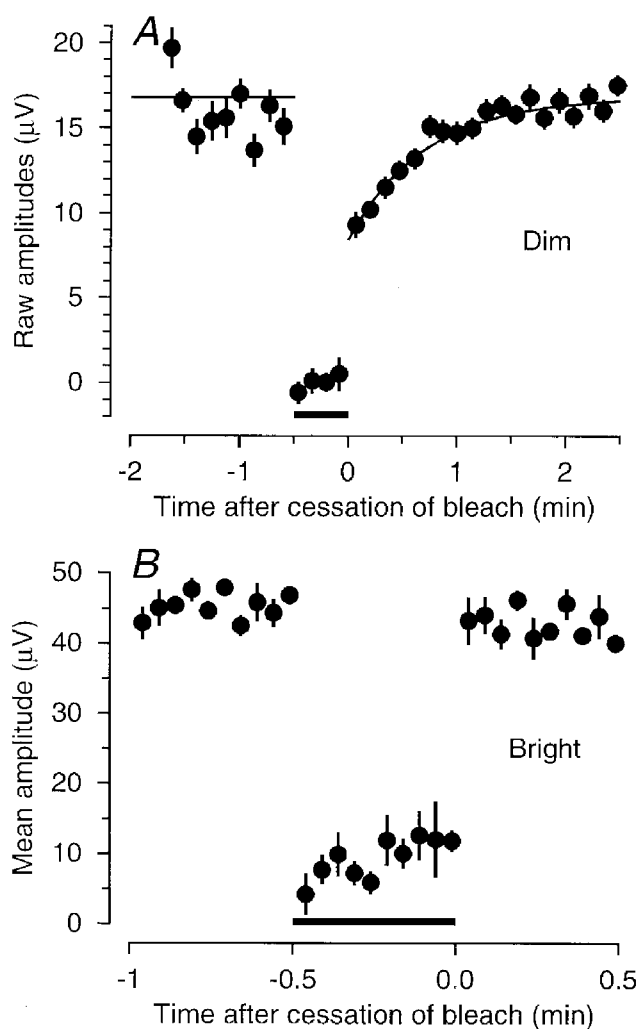 A
20
15
10
5
0
Raw amplitudes (µV)
Dim
-2
-1
0
1
2
Time after cessation of bleach (min)
B
50
40
30
20
10
0
Mean amplitude (µV)
Bright
-1
-0.5
0.0
0.5
Time after cessation of bleach (min)